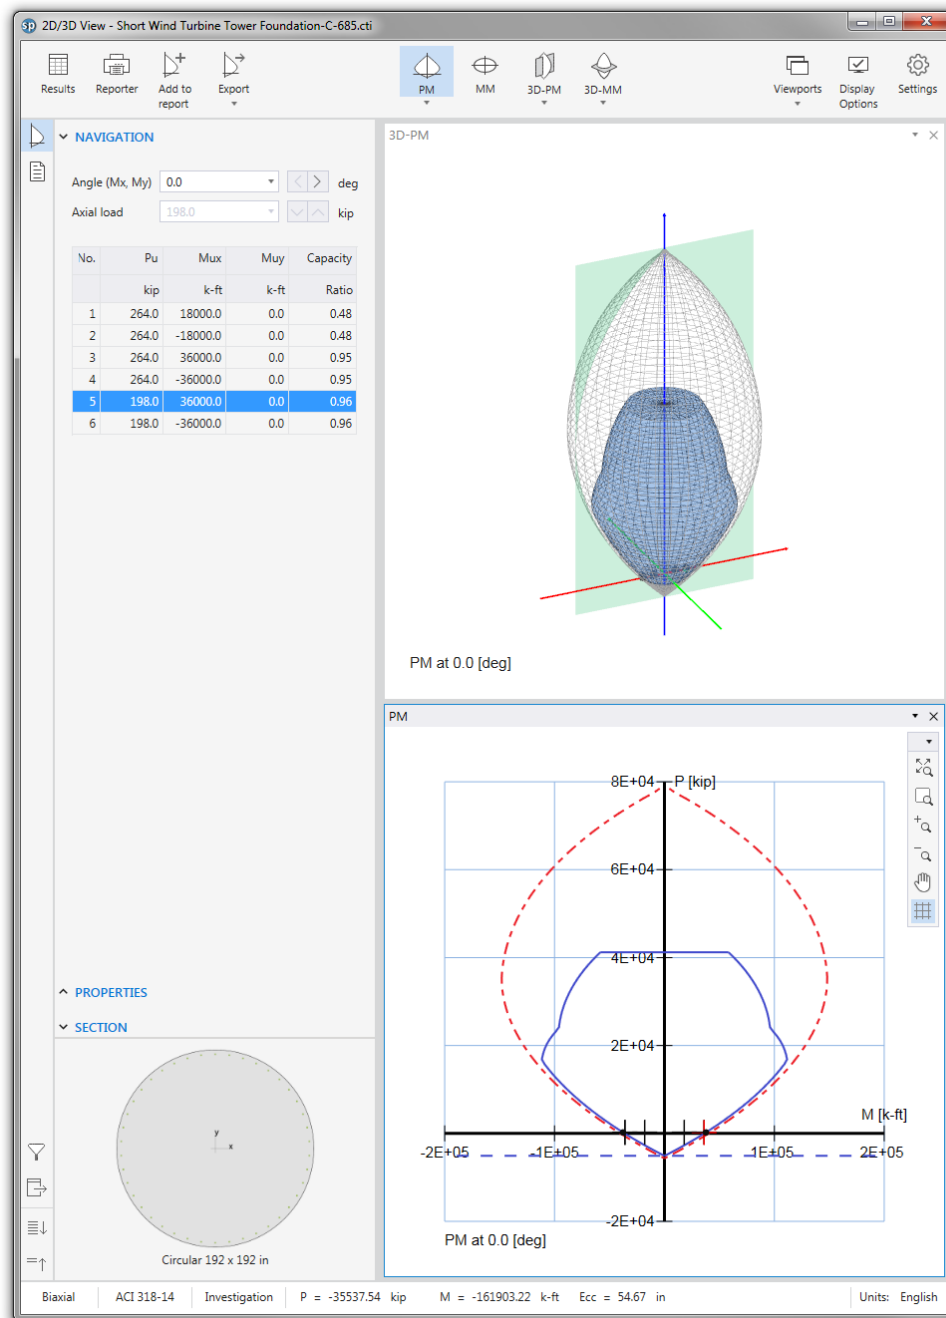 sp 2D/3D View - Short Wind Turbine Tower Foundation-C-685.cti
Results Reporter Add to report Export PM MM 3D-PM 3D-MM Viewports Display Options Settings
NAVIGATION
Angle (Mx, My) 0.0 deg
Axial load 198.0 kip
No. Pu Mux Muy Capacity
kip k-ft k-ft Ratio
1 264.0 18000.0 0.0 0.48
2 264.0 -18000.0 0.0 0.48
3 264.0 36000.0 0.0 0.95
4 264.0 -36000.0 0.0 0.95
5 198.0 36000.0 0.0 0.96
6 198.0 -36000.0 0.0 0.96
PROPERTIES
SECTION
y
x
Circular 192 x 192 in
3D-PM
PM at 0.0 [deg]
PM
8E+04 P [kip]
6E+04
4E+04
2E+04
M [k-ft]
-2E+05 -1E+05 1E+05 2E+05
-2E+04
PM at 0.0 [deg]
Biaxial ACI 318-14 Investigation P = -35537.54 kip M = -161903.22 k-ft Ecc = 54.67 in Units: English